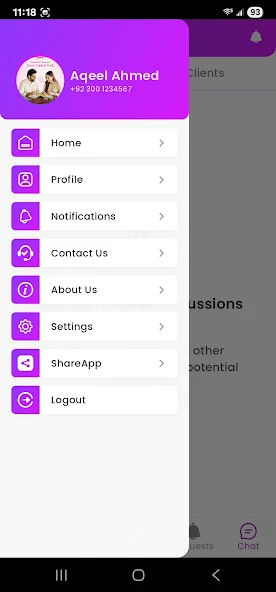 11:18
93
Aqeel Ahmed
+92 300 1234567
Clients
Home
Profile
Notifications
Contact Us
About Us
ussions
Settings
other
ShareApp
potential
Logout
uests
Chat